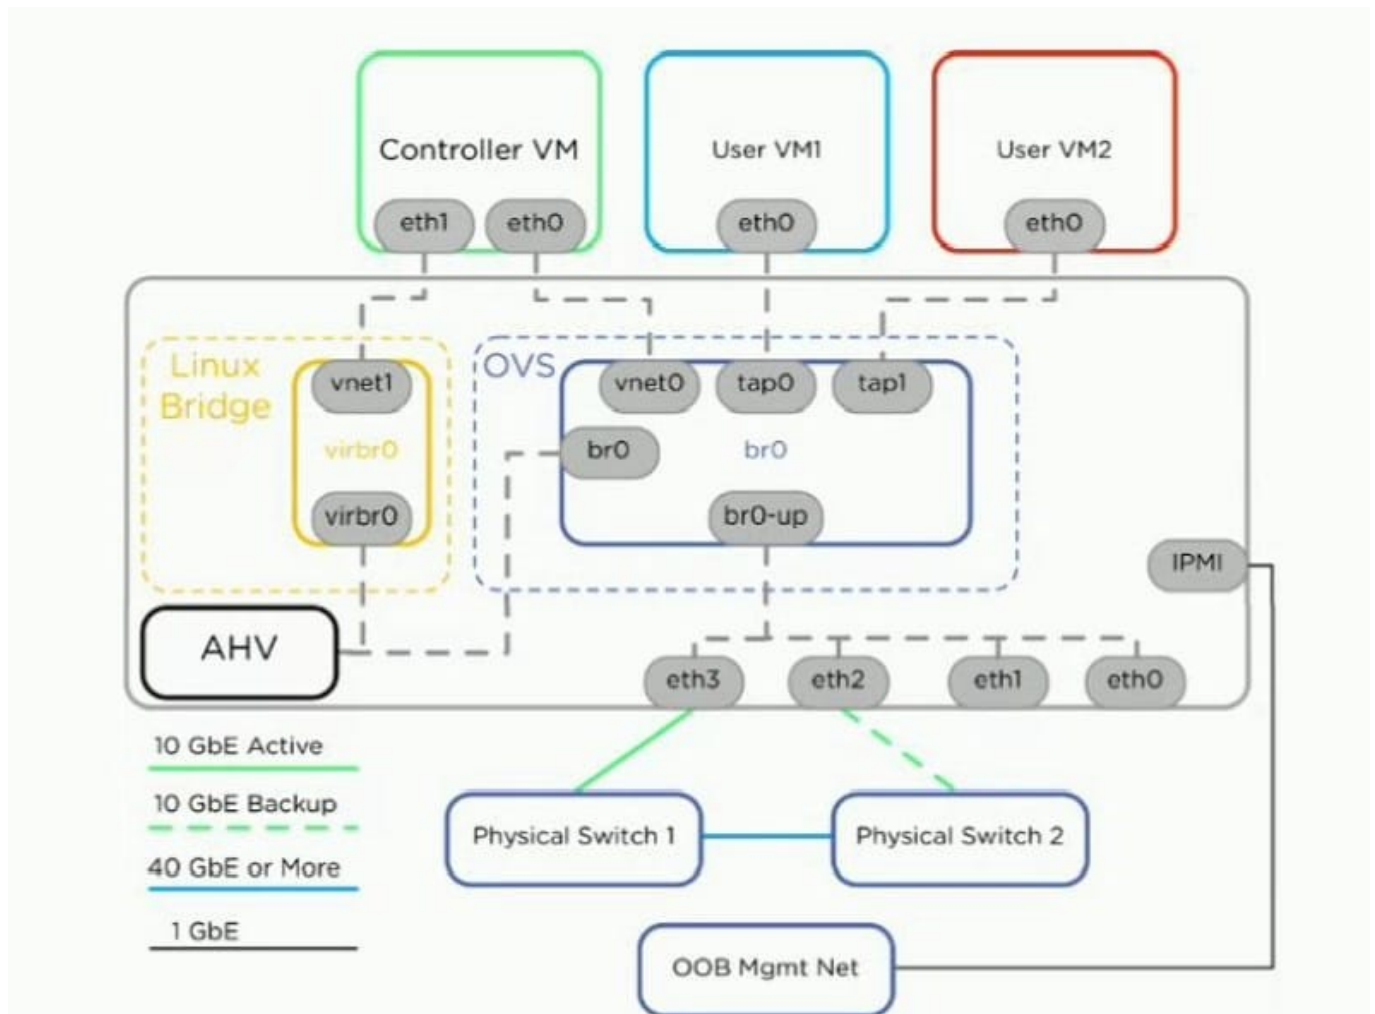 Controller VM
User VM1
User VM2
eth1
eth0
eth0
eth0
Linux
Bridge
OVS
vnet1
vnet0
tap0
tap1
virbr0
br0
br0
virbr0
br0-up
IPMI
AHV
eth3
eth2
eth1
eth0
10 GbE Active
10 GbE Backup
40 GbE or More
1 GbE
Physical Switch 1
Physical Switch 2
OOB Mgmt Net